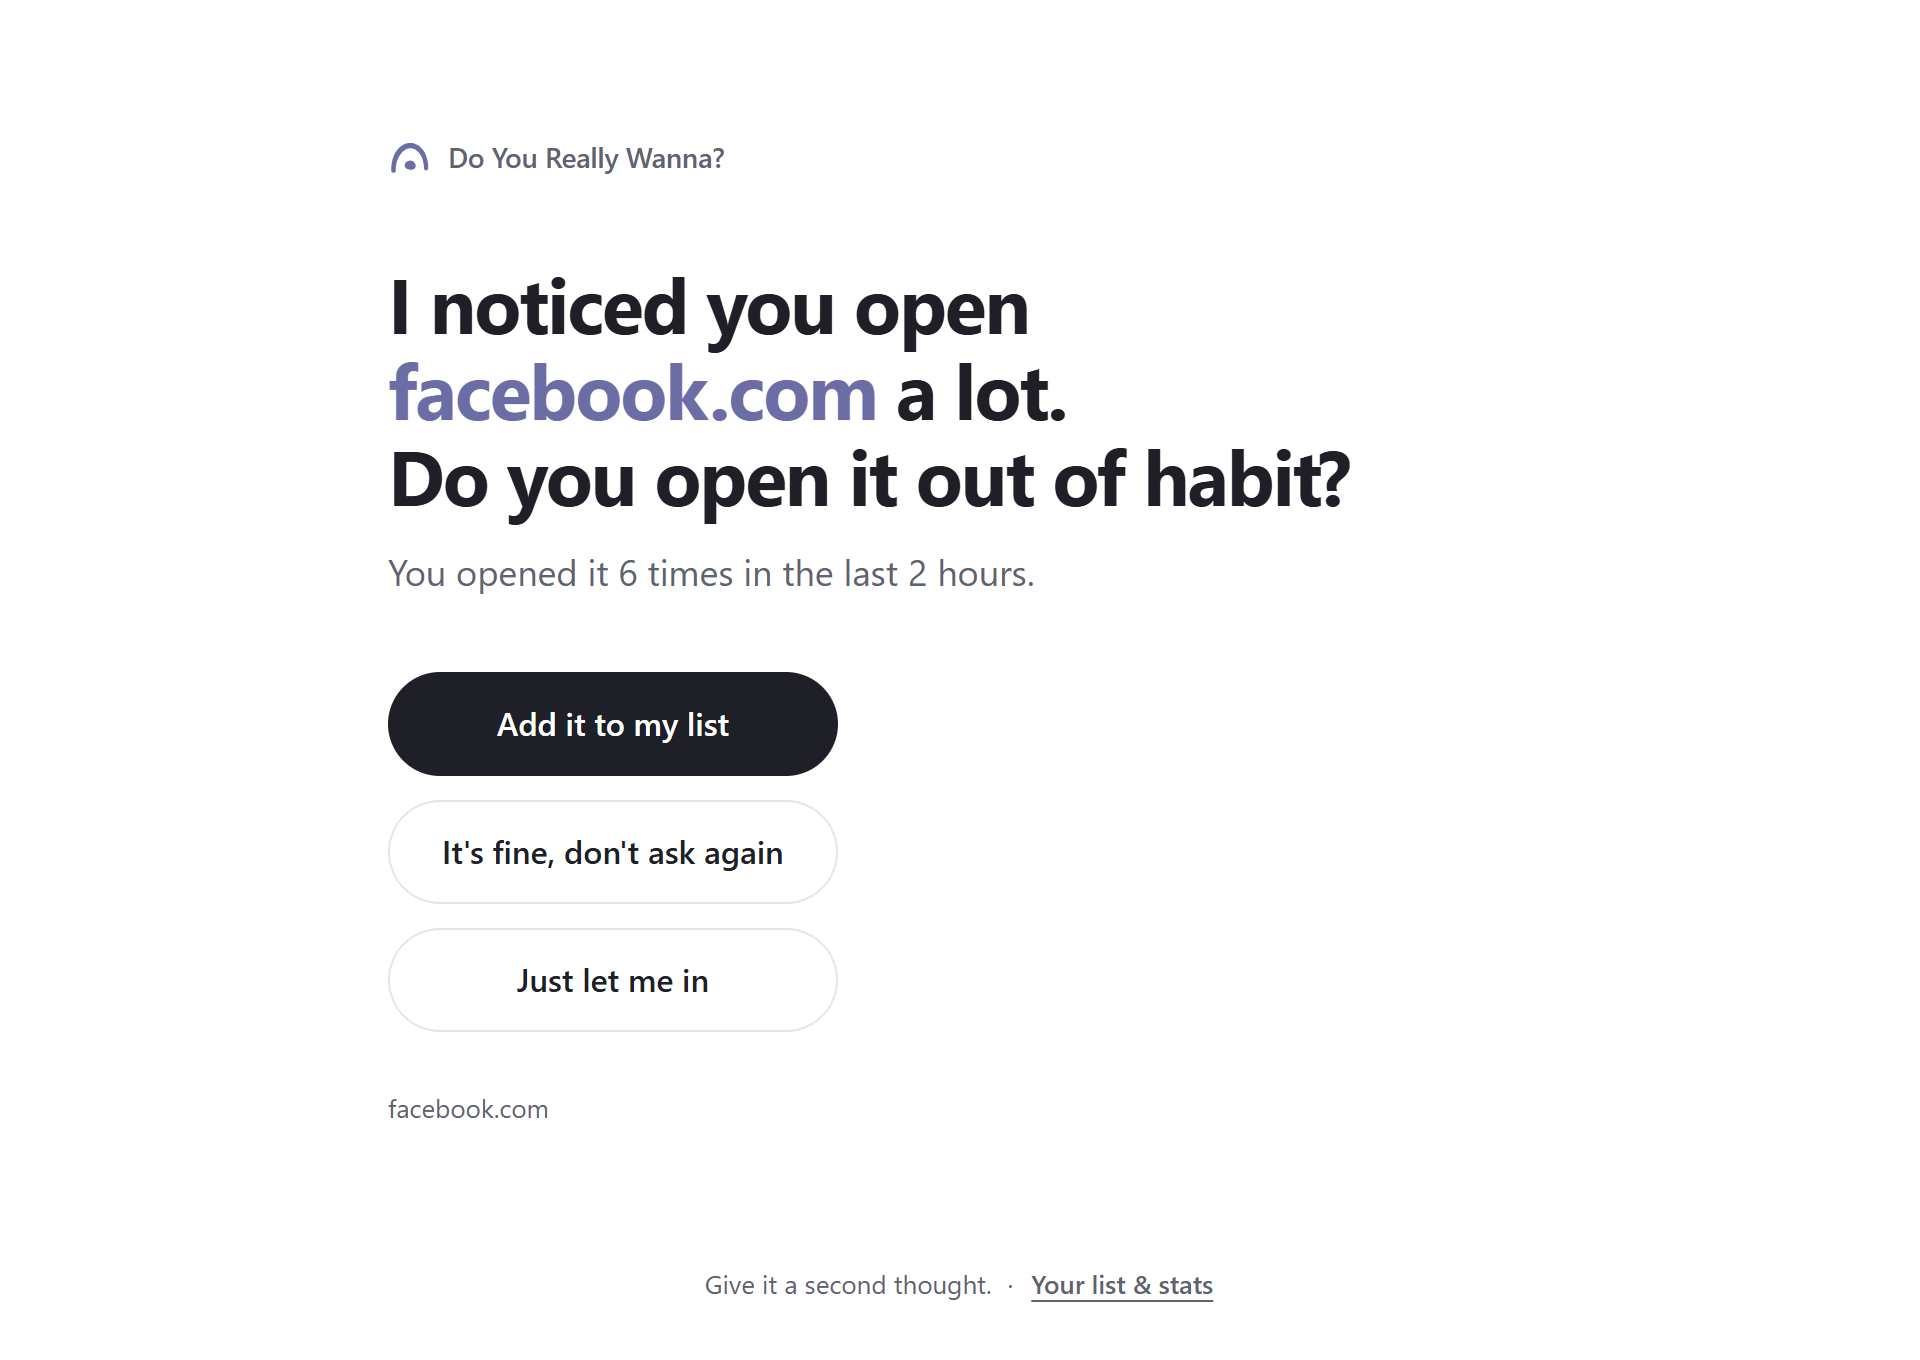 Do You Really Wanna?
I noticed you open
facebook.com a lot.
Do you open it out of habit?
You opened it 6 times in the last 2 hours.
Add it to my list
It's fine, don't ask again
Just let me in
facebook.com
Give it a second thought. · Your list & stats